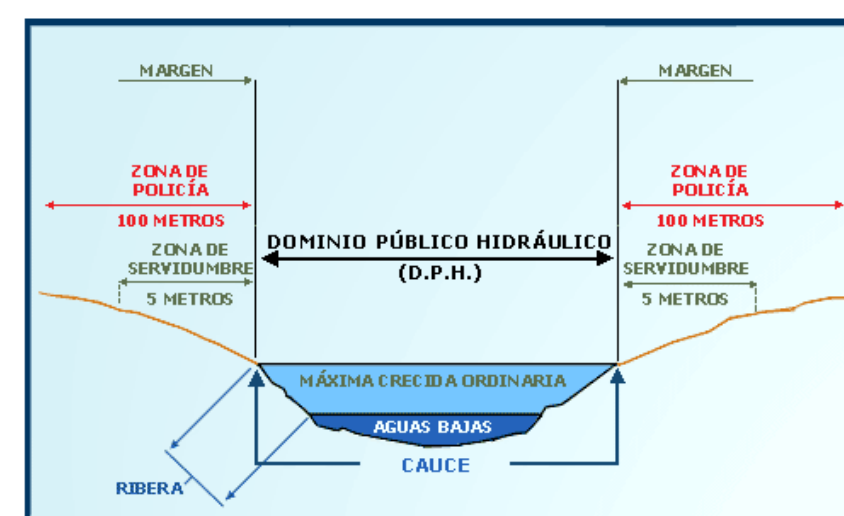 MARGEN
MARGEN
ZONA DE
POLICÍA
100 METROS
ZONA DE
POLICÍA
100 METROS
ZONA DE
SERVIDUMBRE
5 METROS
DOMINIO PÚBLICO HIDRÁULICO
(D.P.H.)
ZONA DE
SERVIDUMBRE
5 METROS
MÁXIMA CRECIDA ORDINARIA
AGUAS BAJAS
CAUCE
RIBERA